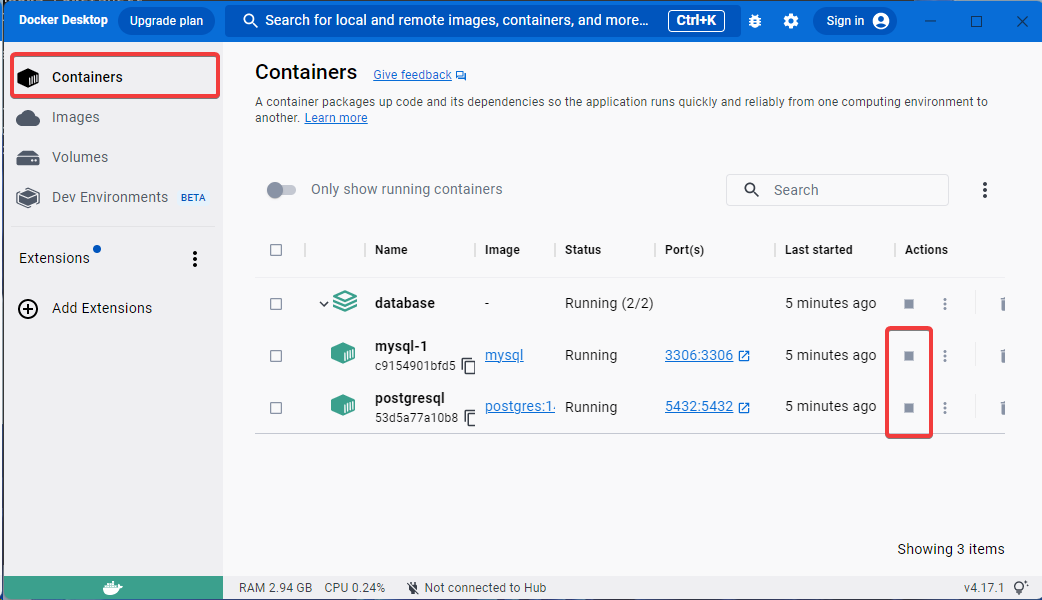 Docker Desktop Upgrade plan Search for local and remote images, containers, and more... Ctrl+K Sign in
Containers
Images
Volumes
Dev Environments BETA
Extensions
Add Extensions
Containers Give feedback
A container packages up code and its dependencies so the application runs quickly and reliably from one computing environment to
another. Learn more
Only show running containers Search
Name Image Status Port(s) Last started Actions
database - Running (2/2) 5 minutes ago
mysql-1
c9154901bfd5 mysql Running 3306:3306 5 minutes ago
postgresql
53d5a77a10b8 postgres:1 Running 5432:5432 5 minutes ago
Showing 3 items
RAM 2.94 GB CPU 0.24% Not connected to Hub v4.17.1